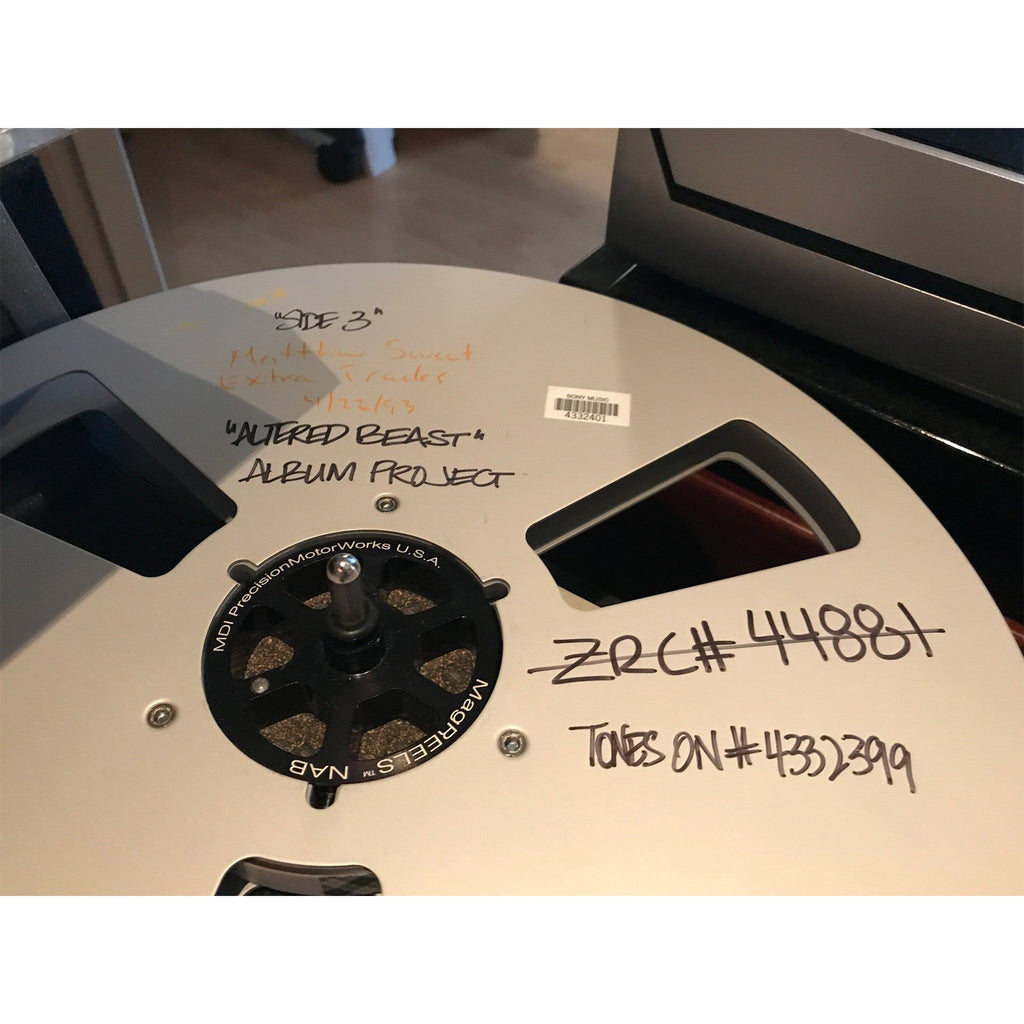 "SIDE 3"
Matthew Sweet
Extra Tracks
4/22/93
"ALTERED BEAST"
ALBUM PROJECT
SONY MUSIC
4332401
MDI PrecisionMotorWorks U.S.A.
MagREELS™ NAB
ZRC# 44881
TONES ON #4332399